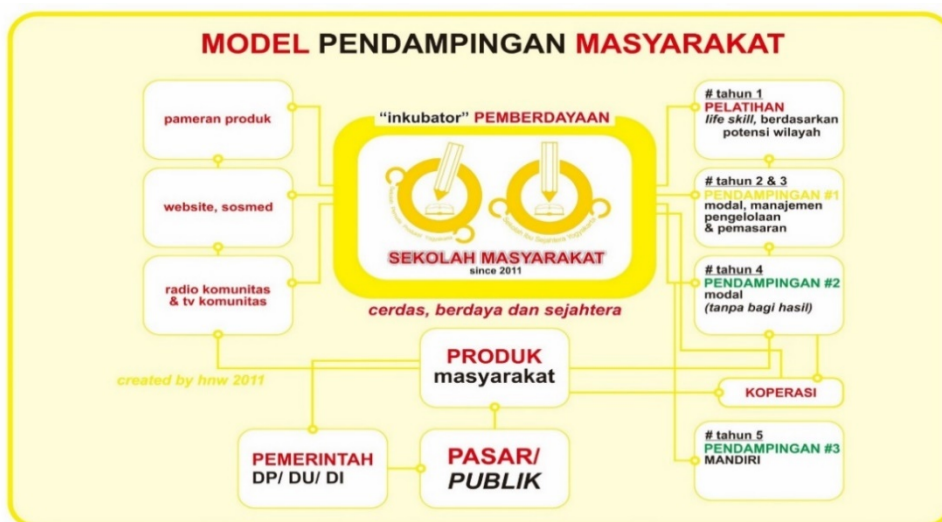 MODEL PENDAMPINGAN MASYARAKAT
pameran produk
website, sosmed
radio komunitas
& tv komunitas
"inkubator" PEMBERDAYAAN
SEKOLAH MASYARAKAT
since 2011
cerdas, berdaya dan sejahtera
# tahun 1
PELATIHAN
life skill, berdasarkan
potensi wilayah
# tahun 2 & 3
PENDAMPINGAN #1
modal, manajemen
pengelolaan
& pemasaran
# tahun 4
PENDAMPINGAN #2
modal
(tanpa bagi hasil)
KOPERASI
# tahun 5
PENDAMPINGAN #3
MANDIRI
PRODUK
masyarakat
created by hnw 2011
PEMERINTAH
DP/ DU/ DI
PASAR/
PUBLIK